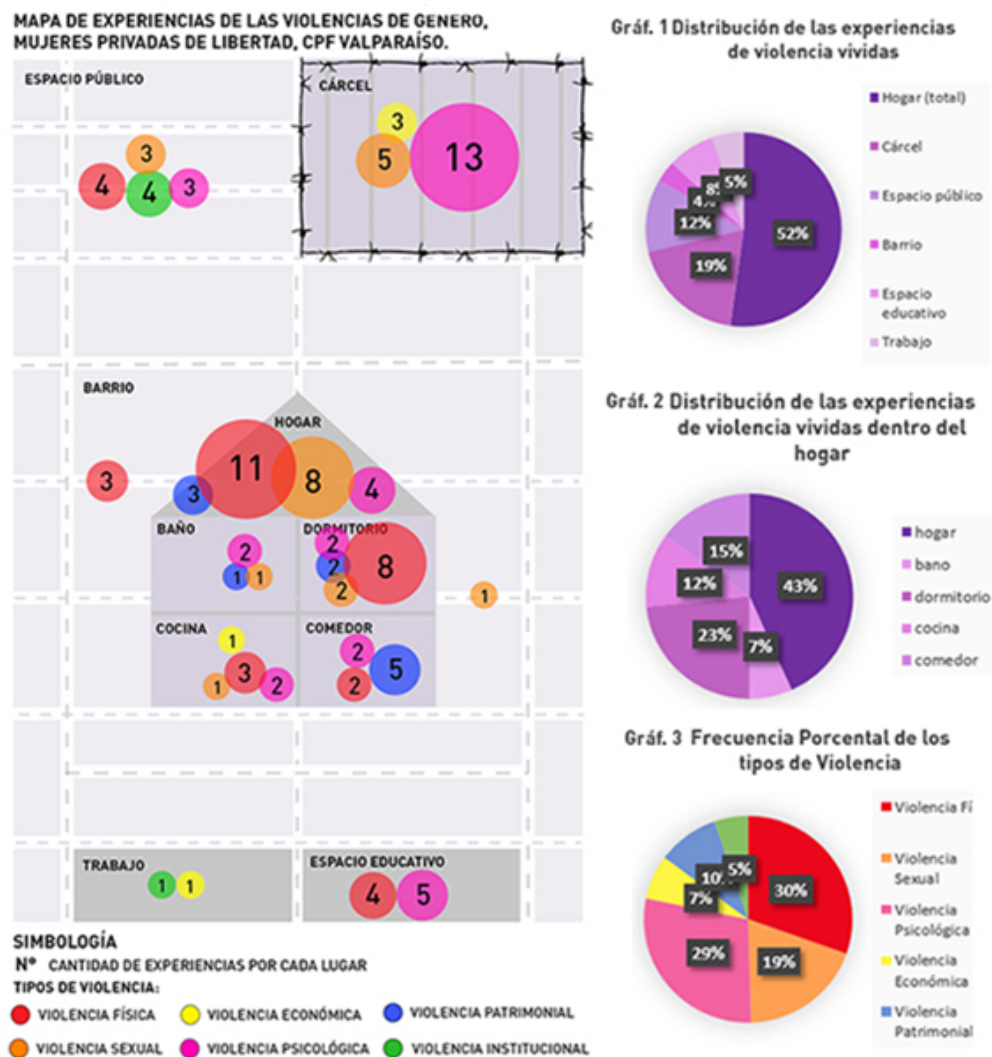 MAPA DE EXPERIENCIAS DE LAS VIOLENCIAS DE GÉNERO,
MUJERES PRIVADAS DE LIBERTAD, CPF VALPARAÍSO.
ESPACIO PÚBLICO
3
4
4
3
CÁRCEL
3
5
13
BARRIO
3
HOGAR
3
11
8
4
BAÑO
2
1
1
DORMITORIO
2
2
2
8
1
COCINA
1
3
1
2
COMEDOR
2
5
2
TRABAJO
1
1
ESPACIO EDUCATIVO
4
5
SIMBOLOGÍA
Nº CANTIDAD DE EXPERIENCIAS POR CADA LUGAR
TIPOS DE VIOLENCIA:
VIOLENCIA FÍSICA
VIOLENCIA ECONÓMICA
VIOLENCIA PATRIMONIAL
VIOLENCIA SEXUAL
VIOLENCIA PSICOLÓGICA
VIOLENCIA INSTITUCIONAL
Gráf. 1 Distribución de las experiencias
de violencia vividas
52%
19%
12%
4%
8%
5%
Hogar (total)
Cárcel
Espacio público
Barrio
Espacio
educativo
Trabajo
Gráf. 2 Distribución de las experiencias
de violencia vividas dentro del
hogar
43%
7%
23%
12%
15%
hogar
bano
dormitorio
cocina
comedor
Gráf. 3 Frecuencia Porcental de los
tipos de Violencia
30%
19%
29%
7%
10%
5%
Violencia Fí
Violencia
Sexual
Violencia
Psicológica
Violencia
Económica
Violencia
Patrimonial